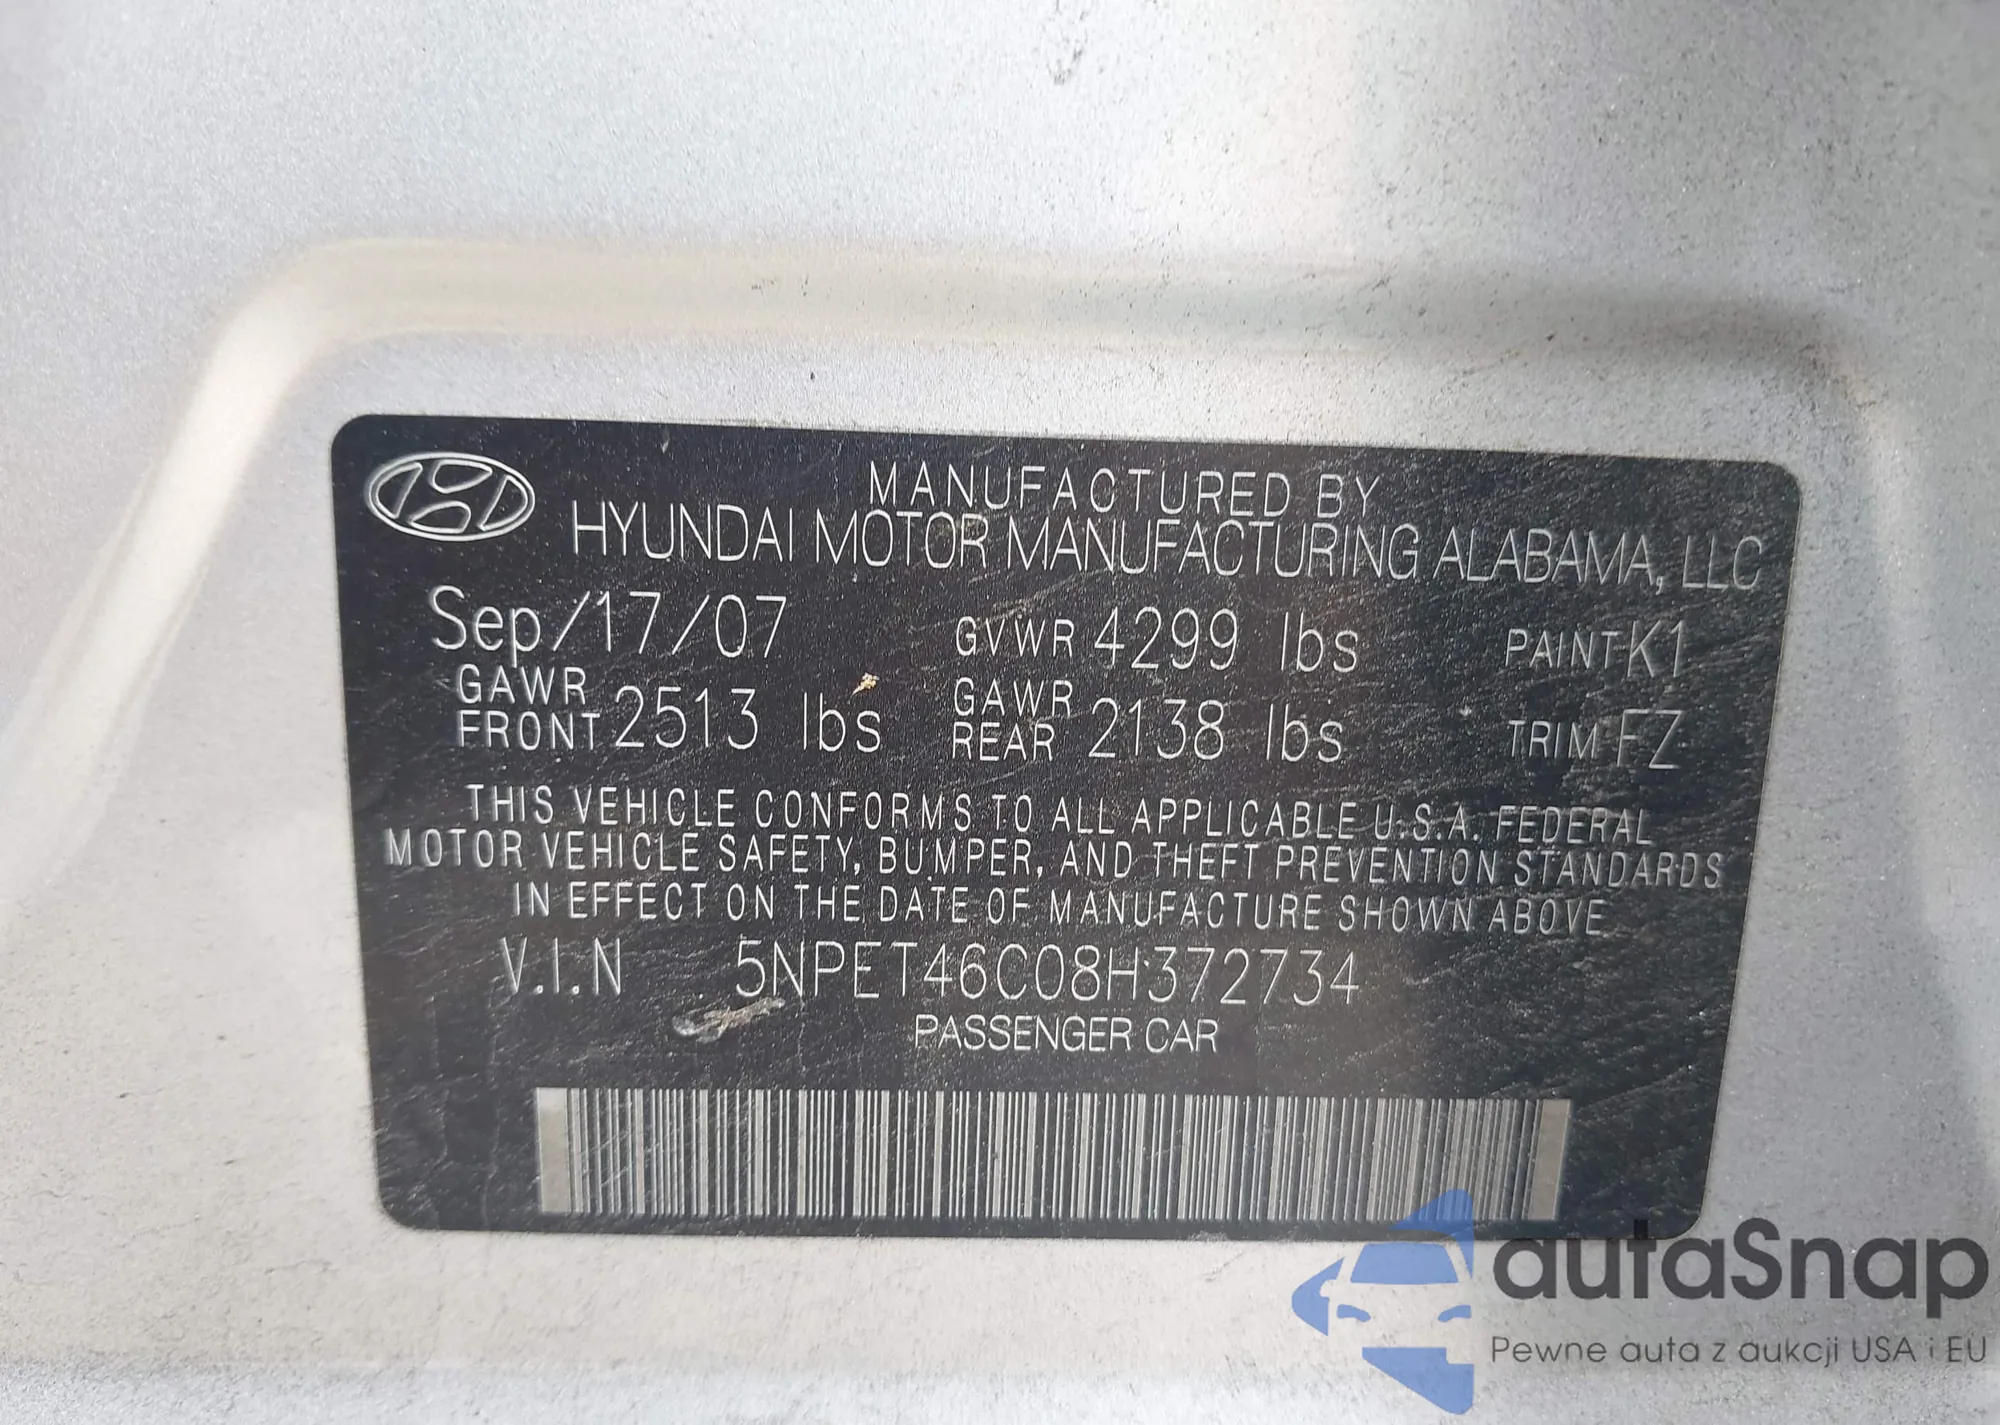 MANUFACTURED BY
HYUNDAI MOTOR MANUFACTURING ALABAMA, LLC
Sep/17/07 GVWR 4299 lbs PAINT K1
GAWR FRONT 2513 lbs GAWR REAR 2138 lbs TRIM FZ
THIS VEHICLE CONFORMS TO ALL APPLICABLE U.S.A. FEDERAL
MOTOR VEHICLE SAFETY, BUMPER, AND THEFT PREVENTION STANDARDS
IN EFFECT ON THE DATE OF MANUFACTURE SHOWN ABOVE
V.I.N 5NPET46C08H372734
PASSENGER CAR
autaSnap
Pewne auta z aukcji USA i EU